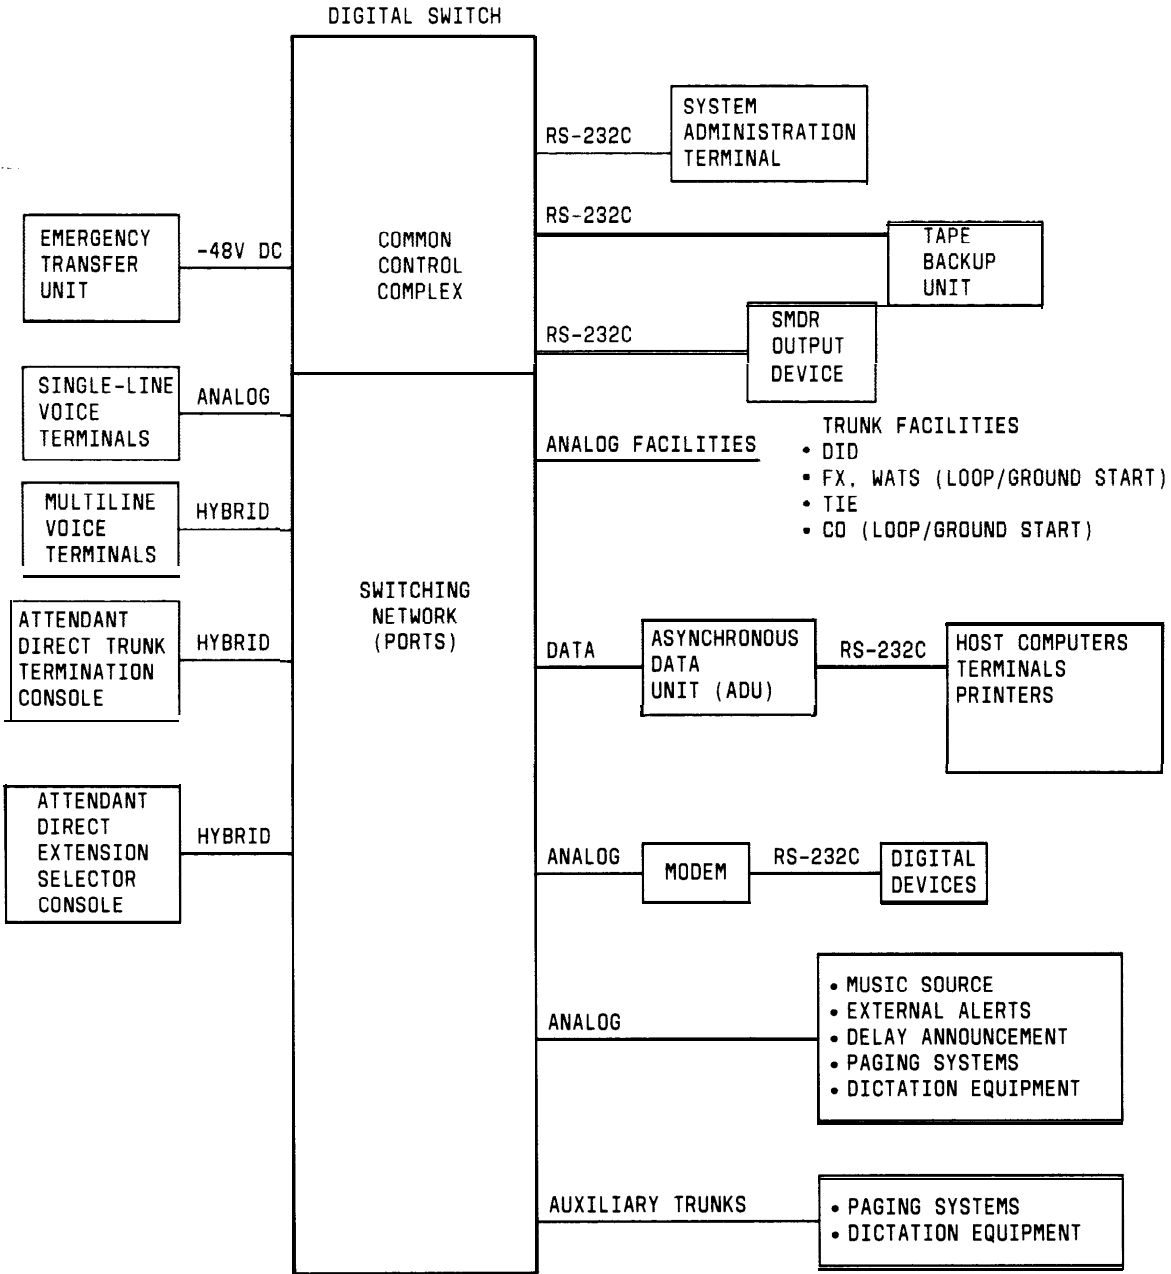 DIGITAL SWITCH
COMMON
CONTROL
COMPLEX
SWITCHING
NETWORK
(PORTS)
EMERGENCY
TRANSFER
UNIT
-48V DC
SINGLE-LINE
VOICE
TERMINALS
ANALOG
MULTILINE
VOICE
TERMINALS
HYBRID
ATTENDANT
DIRECT TRUNK
TERMINATION
CONSOLE
HYBRID
ATTENDANT
DIRECT
EXTENSION
SELECTOR
CONSOLE
HYBRID
RS-232C
SYSTEM
ADMINISTRATION
TERMINAL
RS-232C
TAPE
BACKUP
UNIT
RS-232C
SMDR
OUTPUT
DEVICE
ANALOG FACILITIES
TRUNK FACILITIES
• DID
• FX, WATS (LOOP/GROUND START)
• TIE
• CO (LOOP/GROUND START)
DATA
ASYNCHRONOUS
DATA
UNIT (ADU)
RS-232C
HOST COMPUTERS
TERMINALS
PRINTERS
ANALOG
MODEM
RS-232C
DIGITAL
DEVICES
ANALOG
• MUSIC SOURCE
• EXTERNAL ALERTS
• DELAY ANNOUNCEMENT
• PAGING SYSTEMS
• DICTATION EQUIPMENT
AUXILIARY TRUNKS
• PAGING SYSTEMS
• DICTATION EQUIPMENT